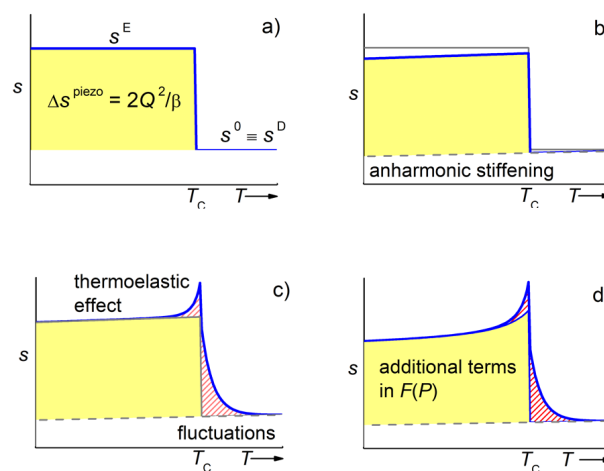 a)
s^E
s
Δs^piezo = 2Q^2/β
s^0 ≡ s^D
T_C T
b)
anharmonic stiffening
T_C T
c)
thermoelastic
effect
s
fluctuations
T_C T
d)
s
additional terms
in F(P)
T_C T